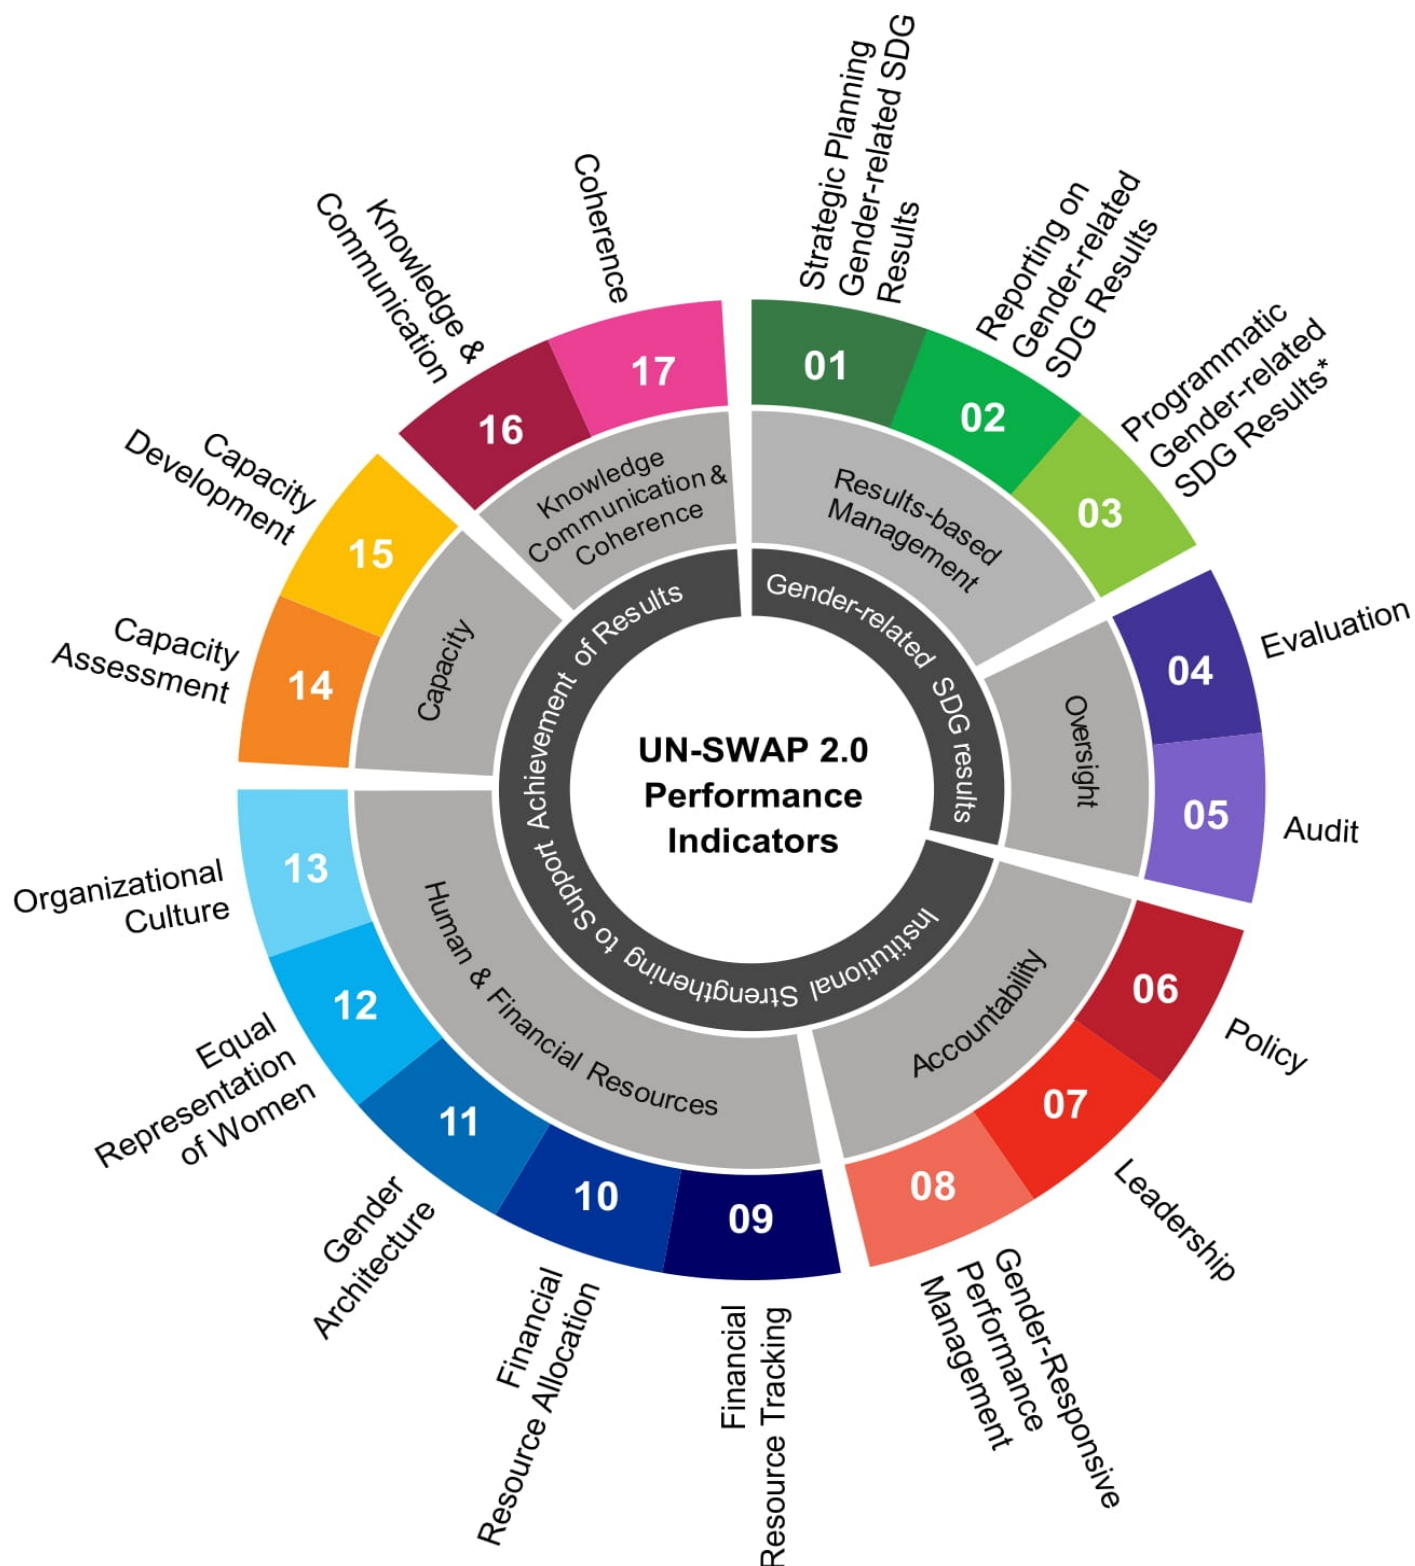 UN-SWAP 2.0
Performance
Indicators
Gender-related SDG results
Institutional Strengthening to Support Achievement of Results
Results-based
Management
Oversight
Accountability
Human & Financial Resources
Capacity
Knowledge
Communication &
Coherence
01
Strategic Planning
Gender-related SDG
Results
02
Reporting on
Gender-related
SDG Results
03
Programmatic
Gender-related
SDG Results*
04
Evaluation
05
Audit
06
Policy
07
Leadership
08
Gender-Responsive
Performance
Management
09
Financial
Resource Tracking
10
Financial
Resource Allocation
11
Gender
Architecture
12
Equal
Representation
of Women
13
Organizational
Culture
14
Capacity
Assessment
15
Capacity
Development
16
Knowledge &
Communication
17
Coherence